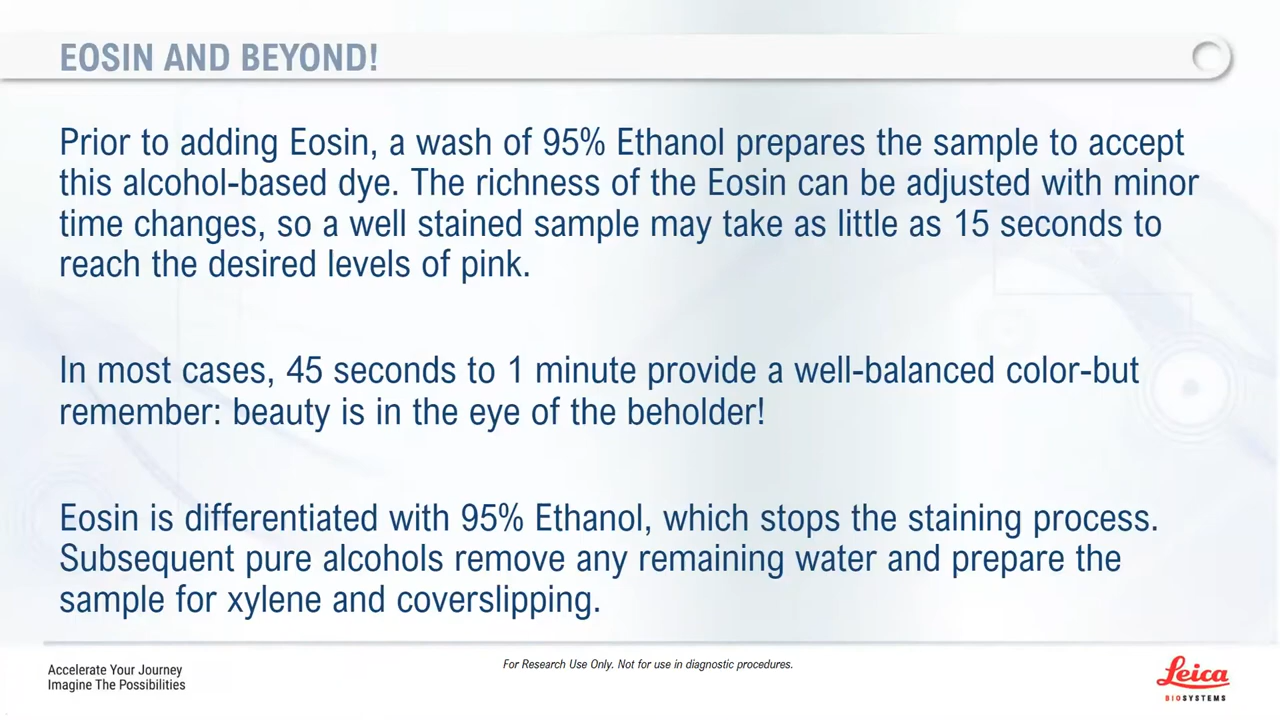 EOSIN AND BEYOND!
Prior to adding Eosin, a wash of 95% Ethanol prepares the sample to accept
this alcohol-based dye. The richness of the Eosin can be adjusted with minor
time changes, so a well stained sample may take as little as 15 seconds to
reach the desired levels of pink.
In most cases, 45 seconds to 1 minute provide a well-balanced color-but
remember: beauty is in the eye of the beholder!
Eosin is differentiated with 95% Ethanol, which stops the staining process.
Subsequent pure alcohols remove any remaining water and prepare the
sample for xylene and coverslipping.
Accelerate Your Journey
Imagine The Possibilities
For Research Use Only. Not for use in diagnostic procedures.
Leica
BIOSYSTEMS